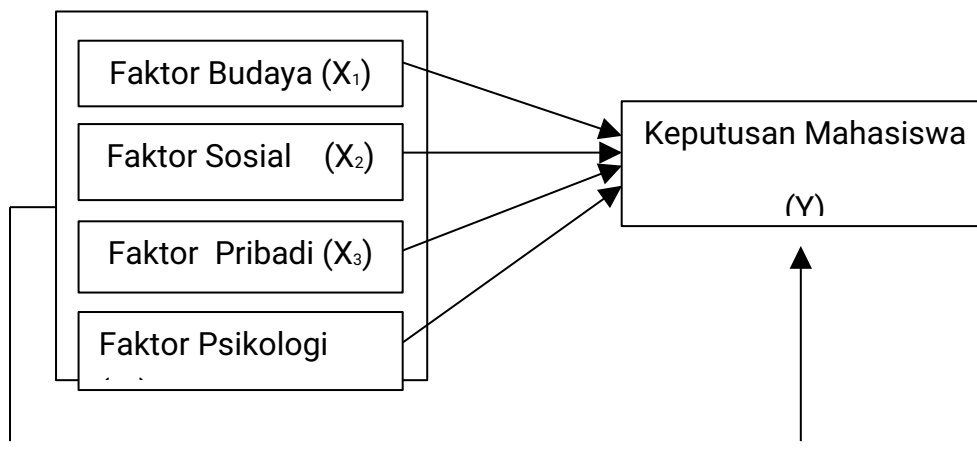 Faktor Budaya (X₁)
Faktor Sosial (X₂)
Faktor Pribadi (X₃)
Faktor Psikologi
Keputusan Mahasiswa
(Y)